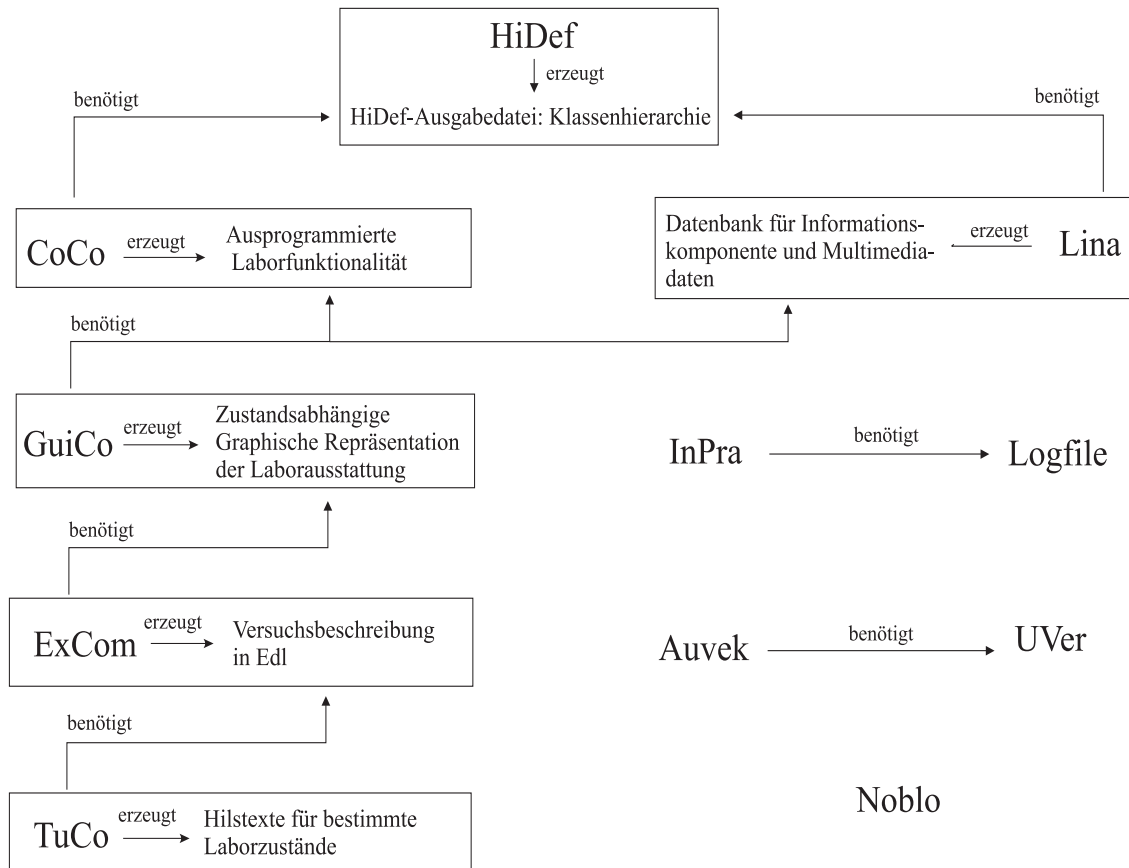 HiDef
erzeugt
HiDef-Ausgabedatei: Klassenhierarchie
benötigt
benötigt
CoCo
erzeugt
Ausprogrammierte
Laborfunktionalität
Datenbank für Informations-
komponente und Multimedia-
daten
erzeugt
Lina
benötigt
GuiCo
erzeugt
Zustandsabhängige
Graphische Repräsentation
der Laborausstattung
InPra
benötigt
Logfile
benötigt
ExCom
erzeugt
Versuchsbeschreibung
in Edl
Auvek
benötigt
UVer
benötigt
TuCo
erzeugt
Hilstexte für bestimmte
Laborzustände
Noblo